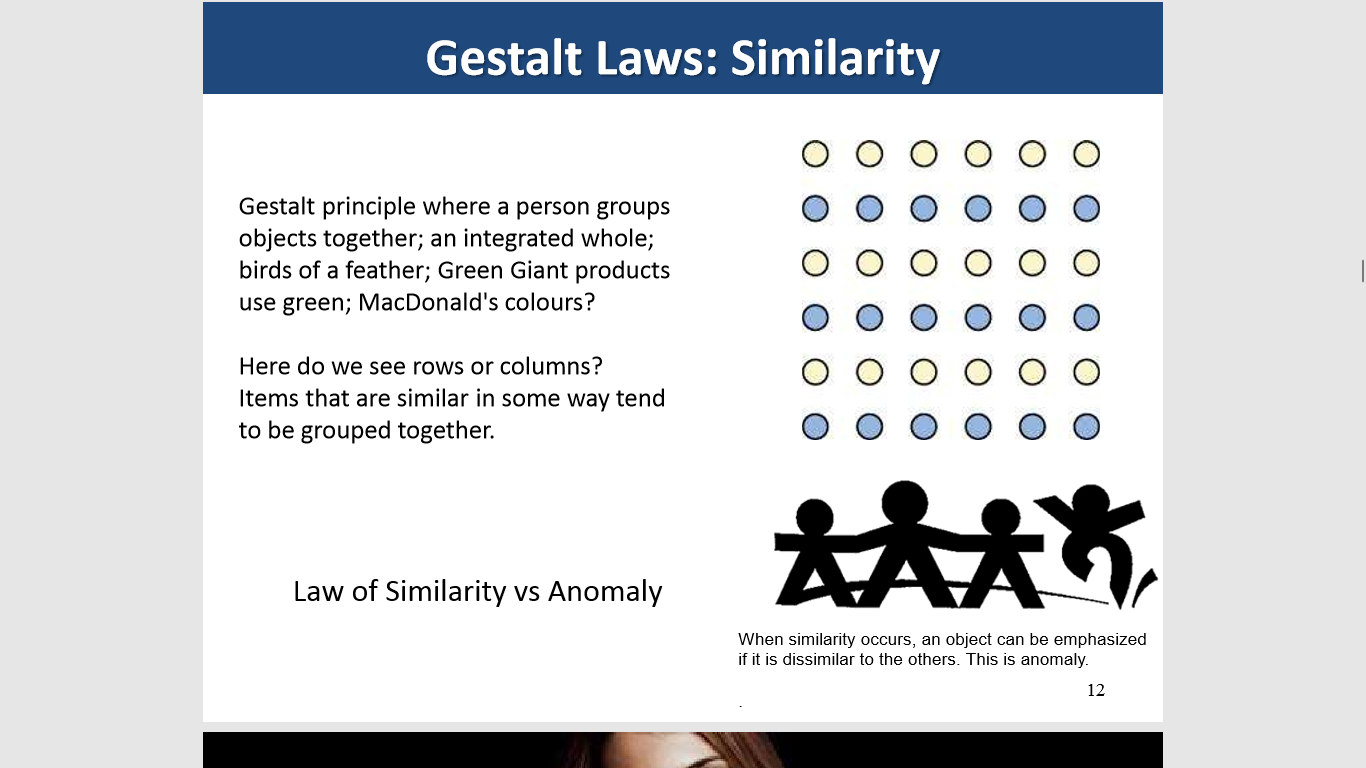 Gestalt Laws: Similarity
Gestalt principle where a person groups
objects together; an integrated whole;
birds of a feather; Green Giant products
use green; MacDonald's colours?
Here do we see rows or columns?
Items that are similar in some way tend
to be grouped together.
Law of Similarity vs Anomaly
When similarity occurs, an object can be emphasized
if it is dissimilar to the others. This is anomaly.
12
.